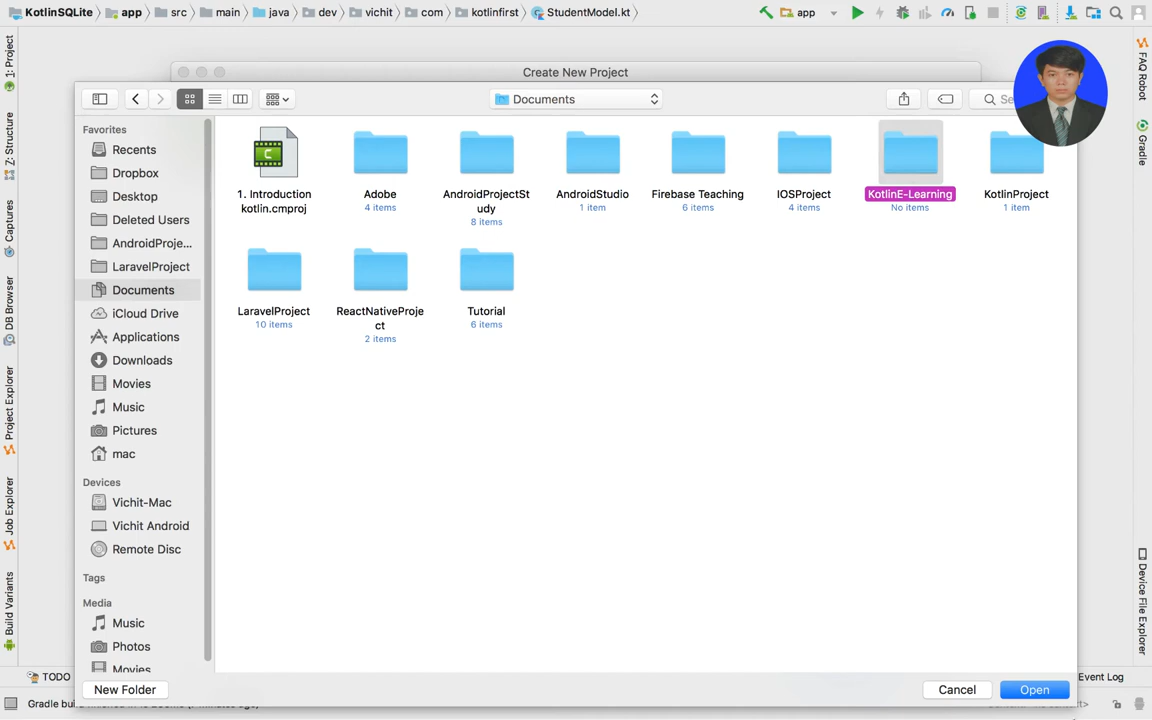 KotlinSQLite
app
src
main
java
dev
vichit
com
kotlinfirst
StudentModel.kt
app
Create New Project
Documents
Favorites
Recents
Dropbox
Desktop
Deleted Users
AndroidProje...
LaravelProject
Documents
iCloud Drive
Applications
Downloads
Movies
Music
Pictures
mac
Devices
Vichit-Mac
Vichit Android
Remote Disc
Tags
Media
Music
Photos
Movies
1. Introduction
kotlin.cmproj
Adobe
4 items
AndroidProjectSt
udy
8 items
AndroidStudio
1 item
Firebase Teaching
6 items
IOSProject
4 items
KotlinE-Learning
No items
KotlinProject
1 item
LaravelProject
10 items
ReactNativeProje
ct
2 items
Tutorial
6 items
New Folder
Cancel
Open
1: Project
Z: Structure
Captures
DB Browser
Project Explorer
Job Explorer
Build Variants
FAQ Robot
Gradle
Device File Explorer
TODO
Event Log